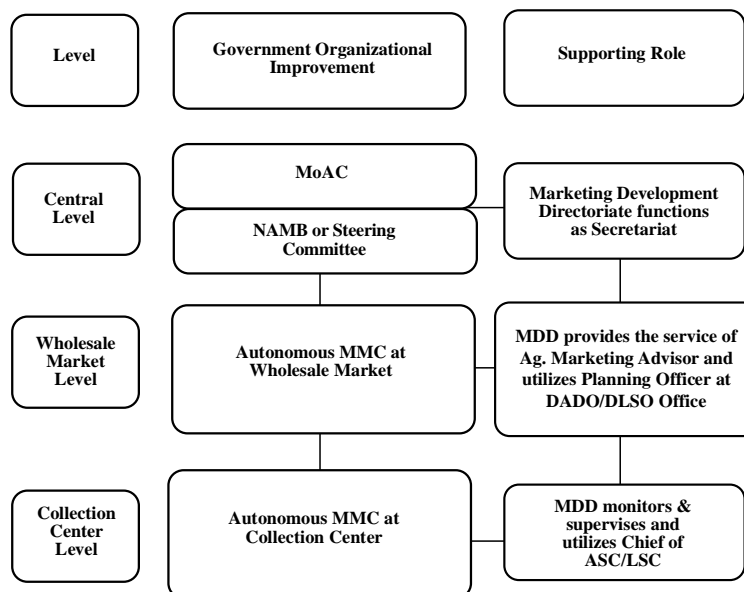 Level
Government Organizational
Improvement
Supporting Role
Central
Level
MoAC
NAMB or Steering
Committee
Marketing Development
Directoriate functions
as Secretariat
Wholesale
Market
Level
Autonomous MMC at
Wholesale Market
MDD provides the service of
Ag. Marketing Advisor and
utilizes Planning Officer at
DADO/DLSO Office
Collection
Center
Level
Autonomous MMC at
Collection Center
MDD monitors &
supervises and
utilizes Chief of
ASC/LSC